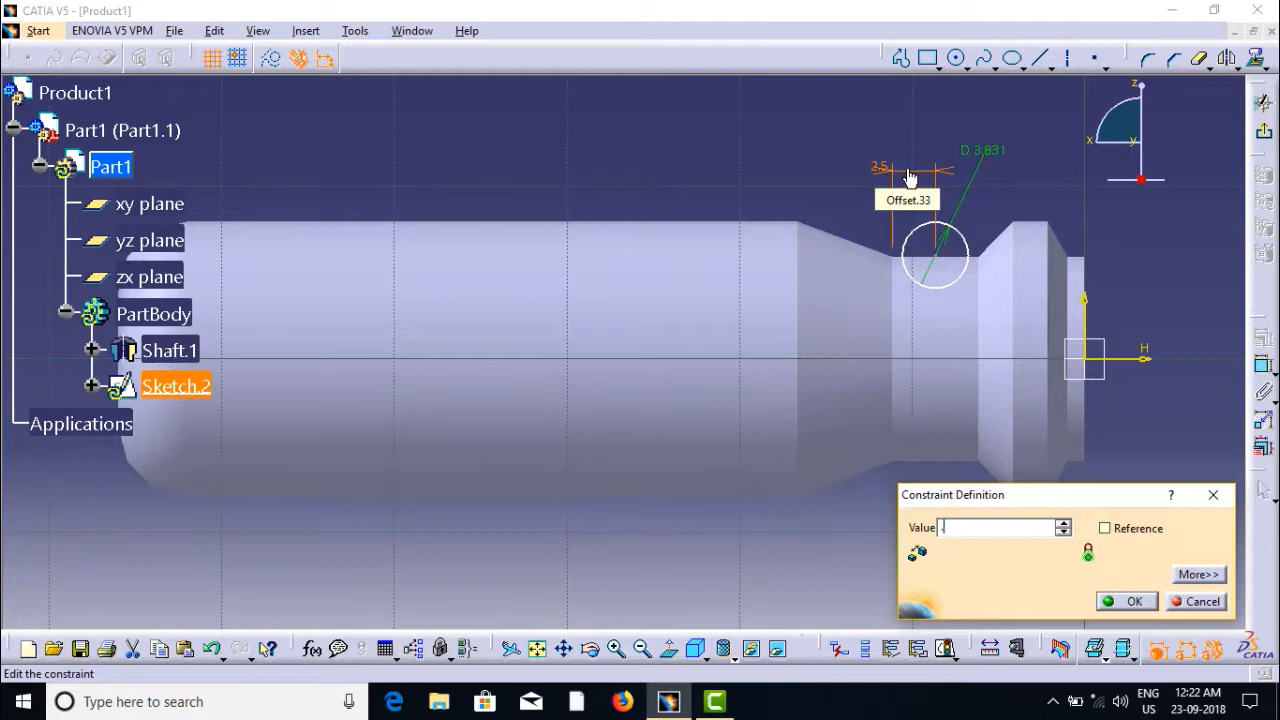 CATIA V5 - [Product1]
Start ENOVIA V5 VPM File Edit View Insert Tools Window Help
Product1
Part1 (Part1.1)
Part1
xy plane
yz plane
zx plane
PartBody
Shaft.1
Sketch.2
Applications
D 3.831
2.5
Offset.33
z
x
y
H
Constraint Definition
?
Value .
Reference
More>>
OK
Cancel
f(x)
CATIA
Edit the constraint
Type here to search
ENG
US
12:22 AM
23-09-2018